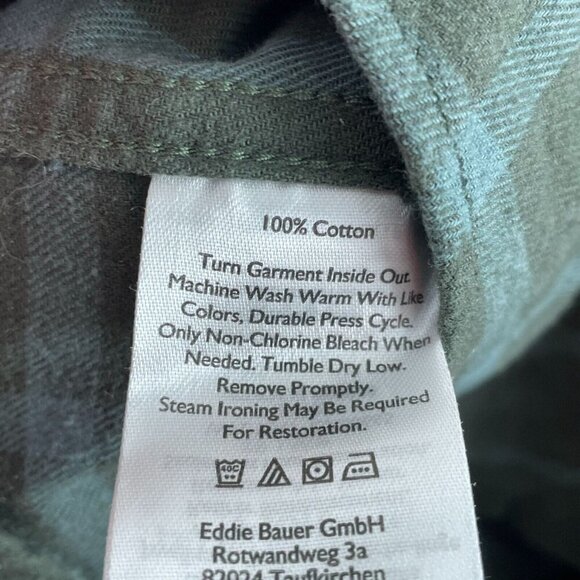 100% Cotton
Turn Garment Inside Out.
Machine Wash Warm With Like
Colors, Durable Press Cycle.
Only Non-Chlorine Bleach When
Needed. Tumble Dry Low.
Remove Promptly.
Steam Ironing May Be Required
For Restoration.
40C
Eddie Bauer GmbH
Rotwandweg 3a
82024 Taufkirchen